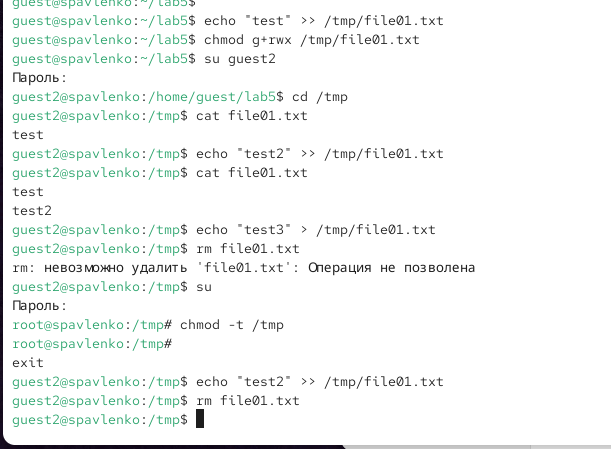 guest@spavlenko:~/lab5$
guest@spavlenko:~/lab5$ echo "test" >> /tmp/file01.txt
guest@spavlenko:~/lab5$ chmod g+rwx /tmp/file01.txt
guest@spavlenko:~/lab5$ su guest2
Пароль:
guest2@spavlenko:/home/guest/lab5$ cd /tmp
guest2@spavlenko:/tmp$ cat file01.txt
test
guest2@spavlenko:/tmp$ echo "test2" >> /tmp/file01.txt
guest2@spavlenko:/tmp$ cat file01.txt
test
test2
guest2@spavlenko:/tmp$ echo "test3" > /tmp/file01.txt
guest2@spavlenko:/tmp$ rm file01.txt
rm: невозможно удалить 'file01.txt': Операция не позволена
guest2@spavlenko:/tmp$ su
Пароль:
root@spavlenko:/tmp# chmod -t /tmp
root@spavlenko:/tmp#
exit
guest2@spavlenko:/tmp$ echo "test2" >> /tmp/file01.txt
guest2@spavlenko:/tmp$ rm file01.txt
guest2@spavlenko:/tmp$